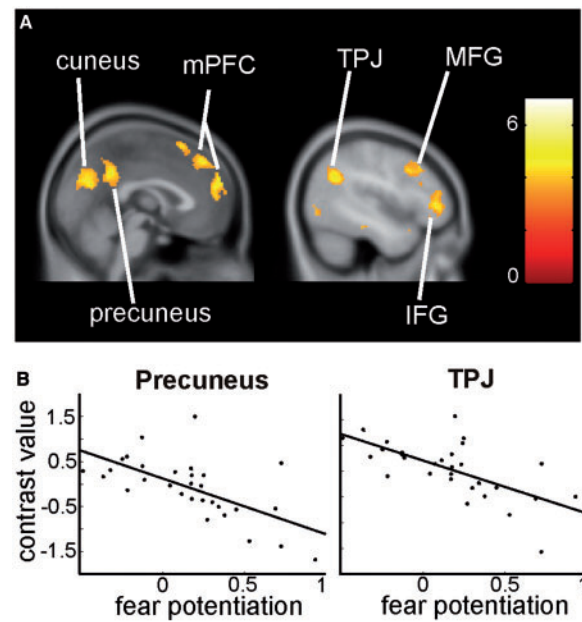 A
cuneus
mPFC
TPJ
MFG
6
0
precuneus
IFG
B
Precuneus
TPJ
contrast value
1.5
0.5
-0.5
-1.5
0 0.5 1
0 0.5 1
fear potentiation
fear potentiation